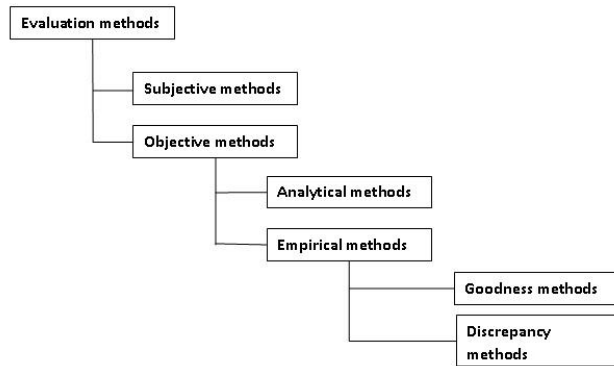 Evaluation methods
Subjective methods
Objective methods
Analytical methods
Empirical methods
Goodness methods
Discrepancy
methods